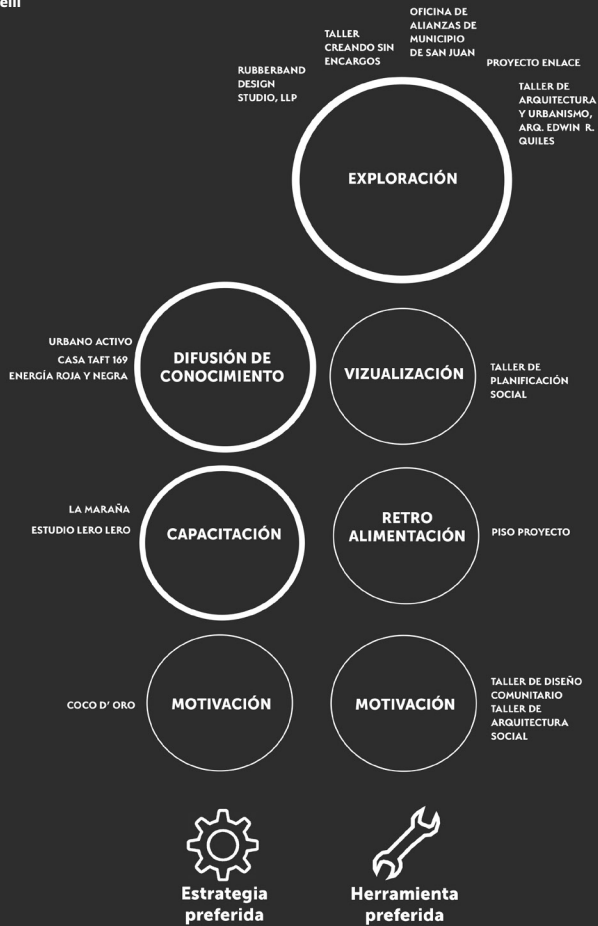 elli
OFICINA DE
ALIANZAS DE
MUNICIPIO
DE SAN JUAN
TALLER
CREANDO SIN
ENCARGOS
PROYECTO ENLACE
RUBBERBAND
DESIGN
STUDIO, LLP
TALLER DE
ARQUITECTURA
Y URBANISMO,
ARQ. EDWIN R.
QUILES
EXPLORACIÓN
URBANO ACTIVO
CASA TAFT 169
ENERGÍA ROJA Y NEGRA
DIFUSIÓN DE
CONOCIMIENTO
VIZUALIZACIÓN
TALLER DE
PLANIFICACIÓN
SOCIAL
LA MARAÑA
ESTUDIO LERO LERO
CAPACITACIÓN
RETRO
ALIMENTACIÓN
PISO PROYECTO
COCO D' ORO
MOTIVACIÓN
MOTIVACIÓN
TALLER DE DISEÑO
COMUNITARIO
TALLER DE
ARQUITECTURA
SOCIAL
Estrategia
preferida
Herramienta
preferida